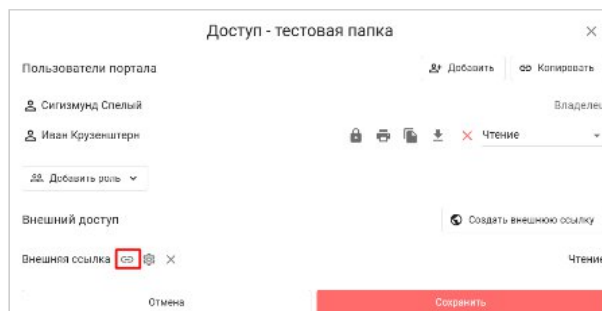 Доступ - тестовая папка
Пользователи портала
Добавить
Копировать
Сигизмунд Спелый
Владелец
Иван Крузенштерн
Чтение
Добавить роль
Внешний доступ
Создать внешнюю ссылку
Внешняя ссылка
Чтение
Отмена
Сохранить